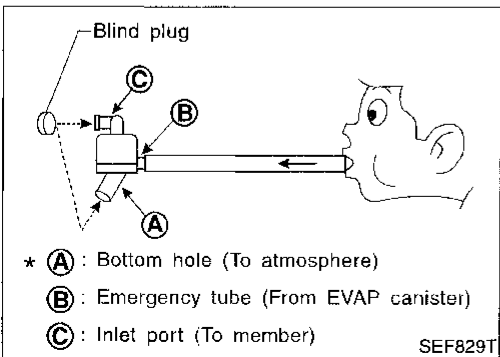 Blind plug
C
B
A
* A : Bottom hole (To atmosphere)
B : Emergency tube (From EVAP canister)
C : Inlet port (To member)
SEF829T